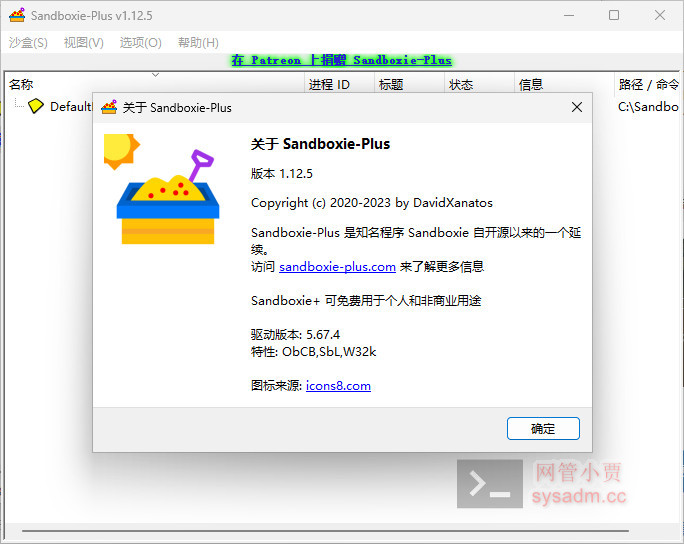 Sandboxie-Plus v1.12.5
沙盒(S) 视图(V) 选项(O) 帮助(H)
在 Patreon 上捐赠 Sandboxie-Plus
名称 进程 ID 标题 状态 信息 路径 / 命令
C:\Sandbo
关于 Sandboxie-Plus
关于 Sandboxie-Plus
版本 1.12.5
Copyright (c) 2020-2023 by DavidXanatos
Sandboxie-Plus 是知名程序 Sandboxie 自开源以来的一个延
续。
访问 sandboxie-plus.com 来了解更多信息
Sandboxie+ 可免费用于个人和非商业用途
驱动版本: 5.67.4
特性: ObCB,SbL,W32k
图标来源: icons8.com
确定
网管小贾
sysadm.cc